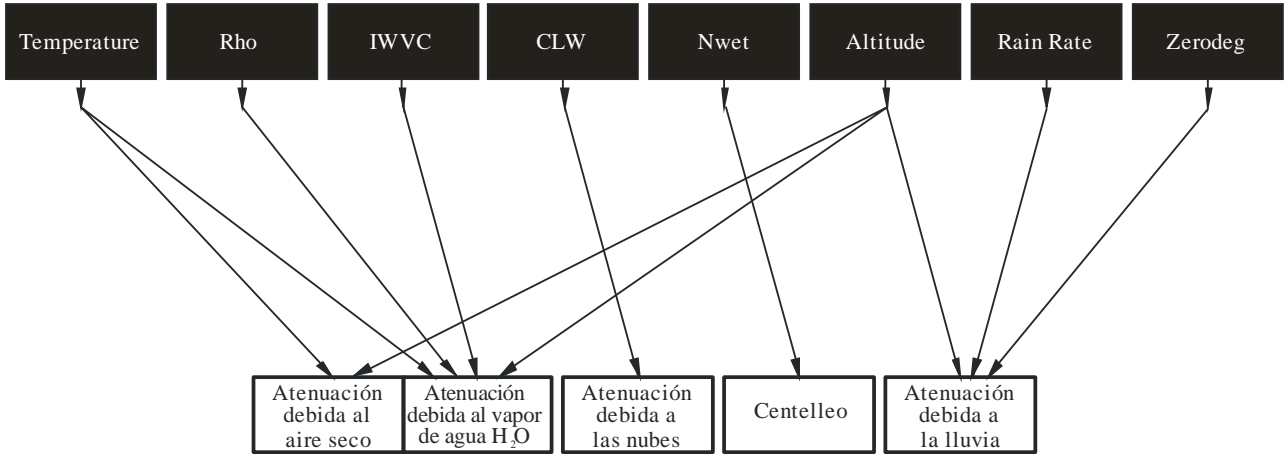 Temperature
Rho
IWVC
CLW
Nwet
Altitude
Rain Rate
Zerodeg
Atenuación
debida al
aire seco
Atenuación
debida al vapor
de agua H₂O
Atenuación
debida a
las nubes
Centelleo
Atenuación
debida a
la lluvia